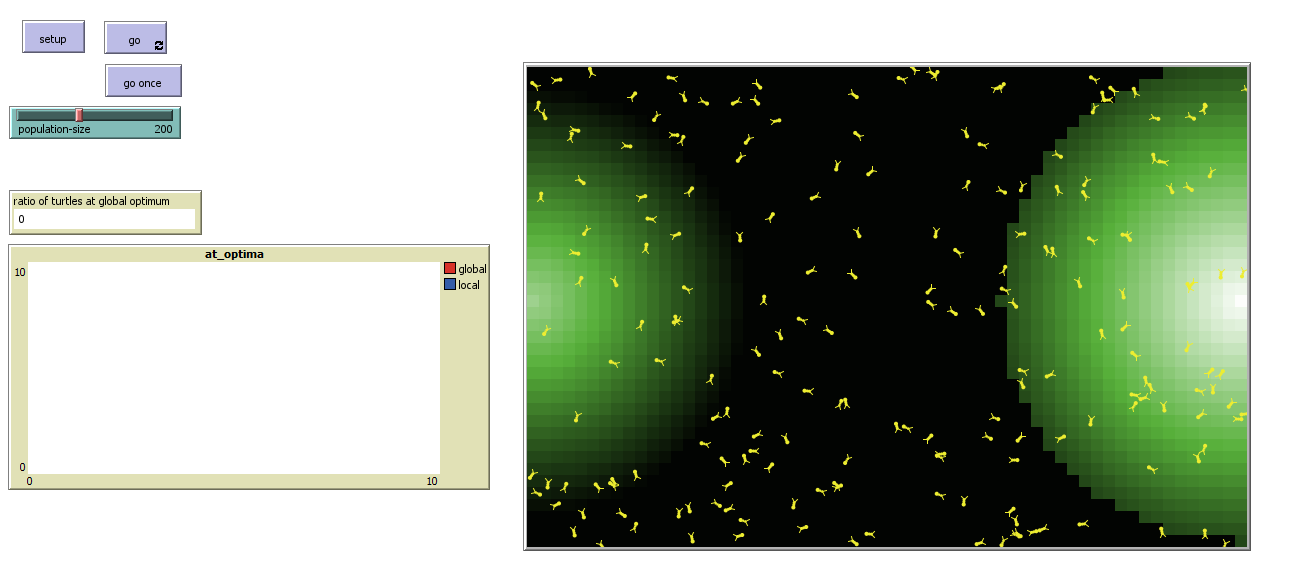 setup
go
go once
population-size 200
ratio of turtles at global optimum
0
at_optima
10
0
0
10
global
local